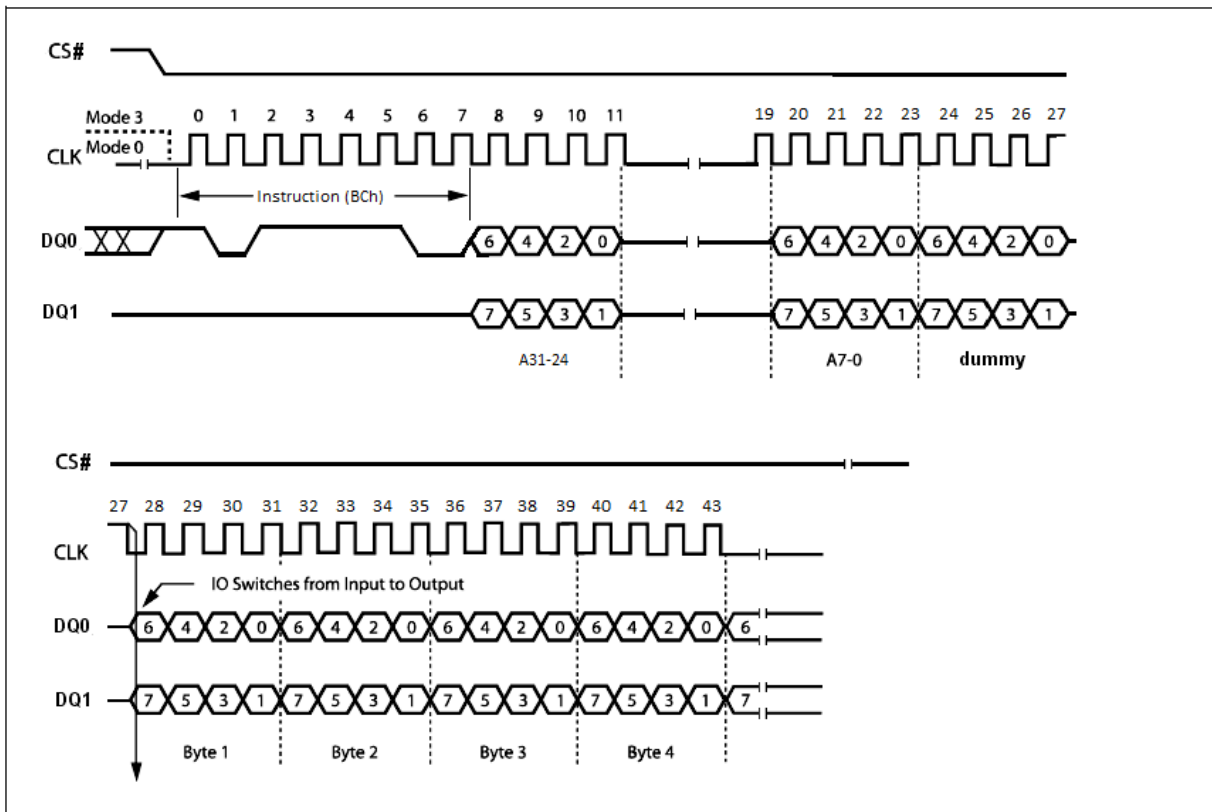 CS#
Mode 3
0 1 2 3 4 5 6 7 8 9 10 11 19 20 21 22 23 24 25 26 27
Mode 0
CLK
Instruction (BCh)
DQ0 6 4 2 0 6 4 2 0 6 4 2 0
DQ1 7 5 3 1 7 5 3 1 7 5 3 1
A31-24 A7-0 dummy
CS#
27 28 29 30 31 32 33 34 35 36 37 38 39 40 41 42 43
CLK
IO Switches from Input to Output
DQ0 6 4 2 0 6 4 2 0 6 4 2 0 6 4 2 0 6
DQ1 7 5 3 1 7 5 3 1 7 5 3 1 7 5 3 1 7
Byte 1 Byte 2 Byte 3 Byte 4